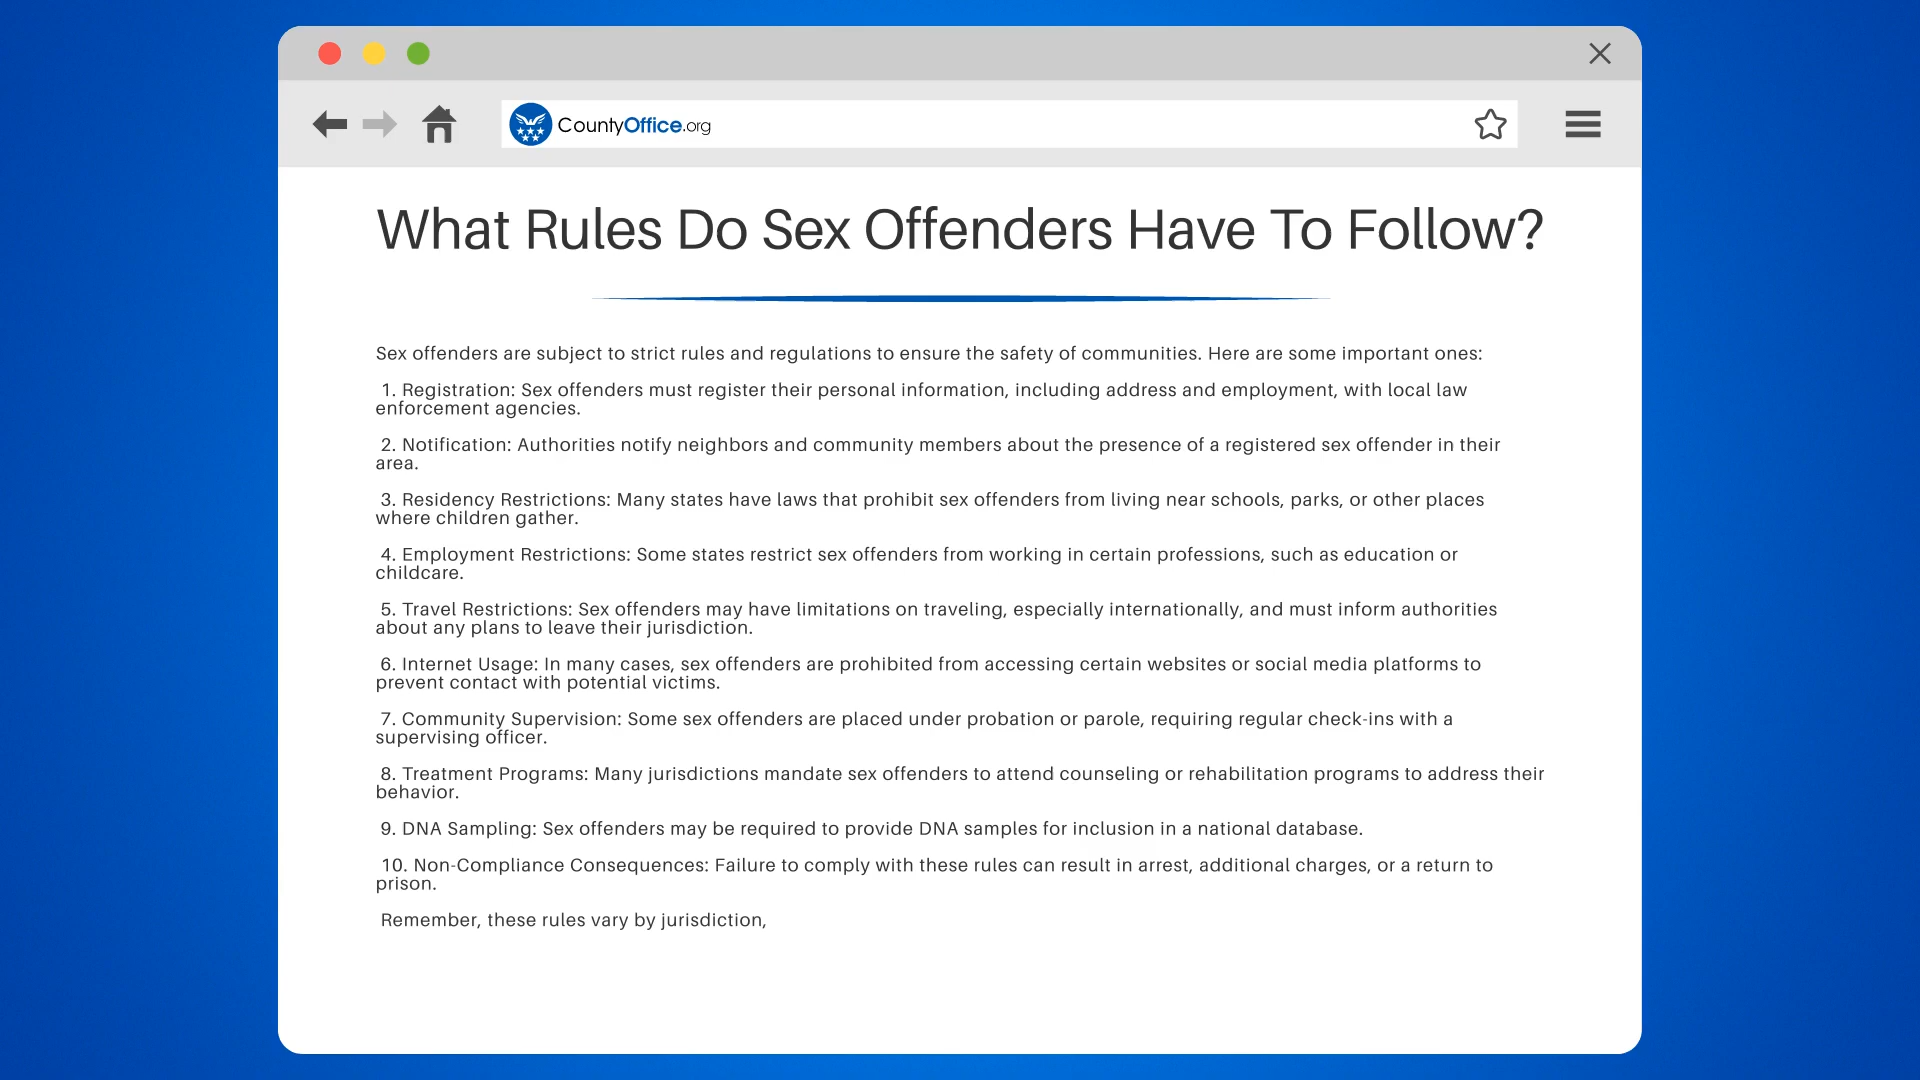 CountyOffice.org
What Rules Do Sex Offenders Have To Follow?
Sex offenders are subject to strict rules and regulations to ensure the safety of communities. Here are some important ones:
1. Registration: Sex offenders must register their personal information, including address and employment, with local law
enforcement agencies.
2. Notification: Authorities notify neighbors and community members about the presence of a registered sex offender in their
area.
3. Residency Restrictions: Many states have laws that prohibit sex offenders from living near schools, parks, or other places
where children gather.
4. Employment Restrictions: Some states restrict sex offenders from working in certain professions, such as education or
childcare.
5. Travel Restrictions: Sex offenders may have limitations on traveling, especially internationally, and must inform authorities
about any plans to leave their jurisdiction.
6. Internet Usage: In many cases, sex offenders are prohibited from accessing certain websites or social media platforms to
prevent contact with potential victims.
7. Community Supervision: Some sex offenders are placed under probation or parole, requiring regular check-ins with a
supervising officer.
8. Treatment Programs: Many jurisdictions mandate sex offenders to attend counseling or rehabilitation programs to address their
behavior.
9. DNA Sampling: Sex offenders may be required to provide DNA samples for inclusion in a national database.
10. Non-Compliance Consequences: Failure to comply with these rules can result in arrest, additional charges, or a return to
prison.
Remember, these rules vary by jurisdiction,